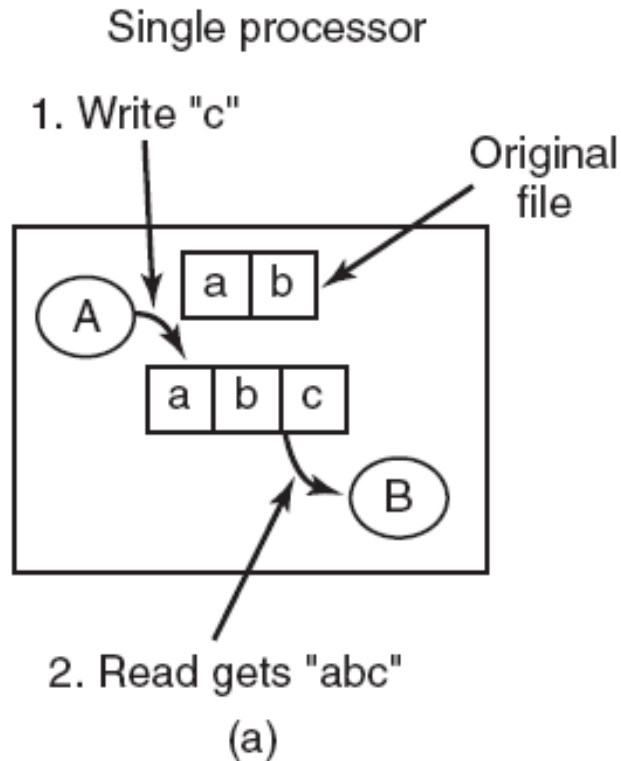 Single processor
1. Write "c"
Original
file
a b
A
a b c
B
2. Read gets "abc"
(a)